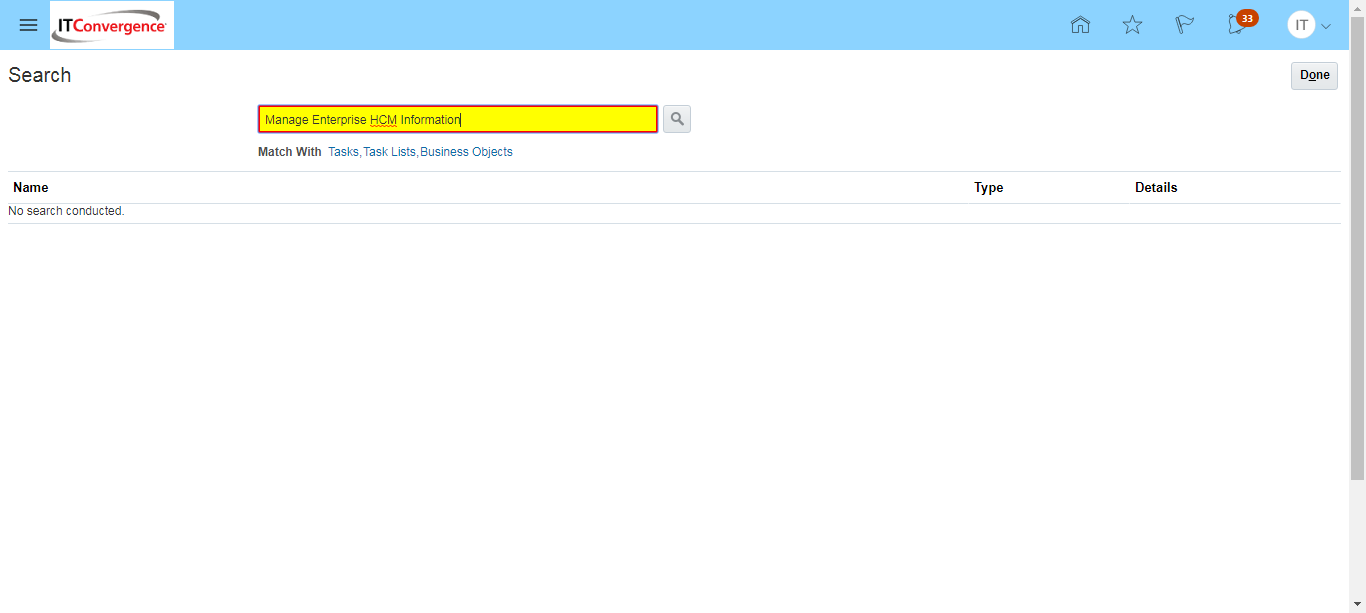 ITConvergence
33
IT
Search
Done
Manage Enterprise HCM Information
Match With Tasks, Task Lists, Business Objects
Name Type Details
No search conducted.